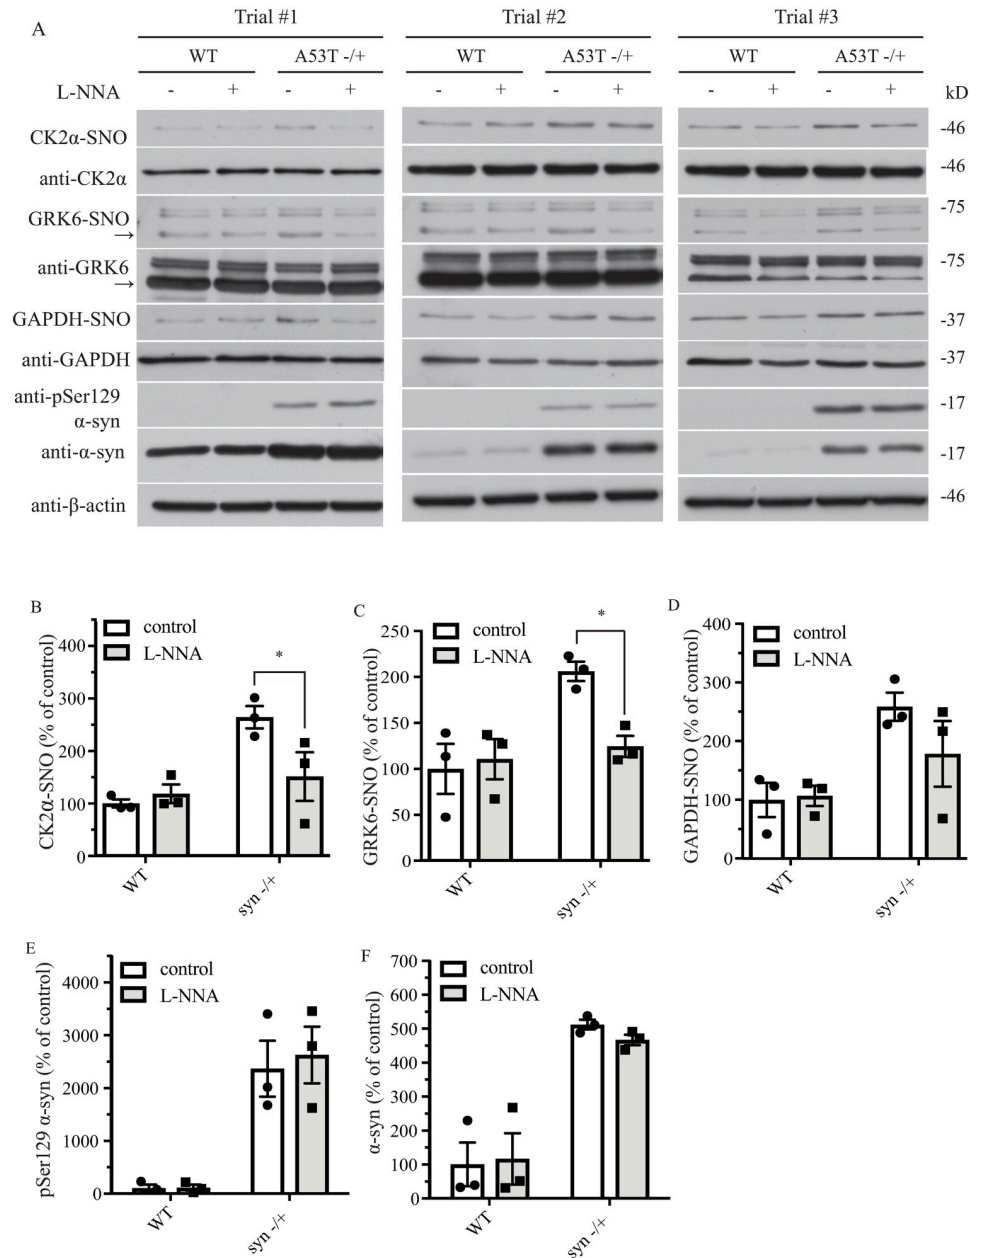 A
Trial #1
Trial #2
Trial #3
WT
A53T -/+
WT
A53T -/+
WT
A53T -/+
L-NNA
- + - +
- + - +
- + - +
kD
CK2α-SNO
-46
anti-CK2α
-46
GRK6-SNO
→
-75
anti-GRK6
→
-75
GAPDH-SNO
-37
anti-GAPDH
-37
anti-pSer129
α-syn
-17
anti-α-syn
-17
anti-β-actin
-46
B
CK2α-SNO (% of control)
400
300
200
100
0
control
L-NNA
*
WT
syn -/+
C
GRK6-SNO (% of control)
250
200
150
100
50
0
control
L-NNA
*
WT
syn -/+
D
GAPDH-SNO (% of control)
400
300
200
100
0
control
L-NNA
WT
syn -/+
E
pSer129 α-syn (% of control)
4000
3000
2000
1000
0
control
L-NNA
WT
syn -/+
F
α-syn (% of control)
700
600
500
400
300
200
100
0
control
L-NNA
WT
syn -/+